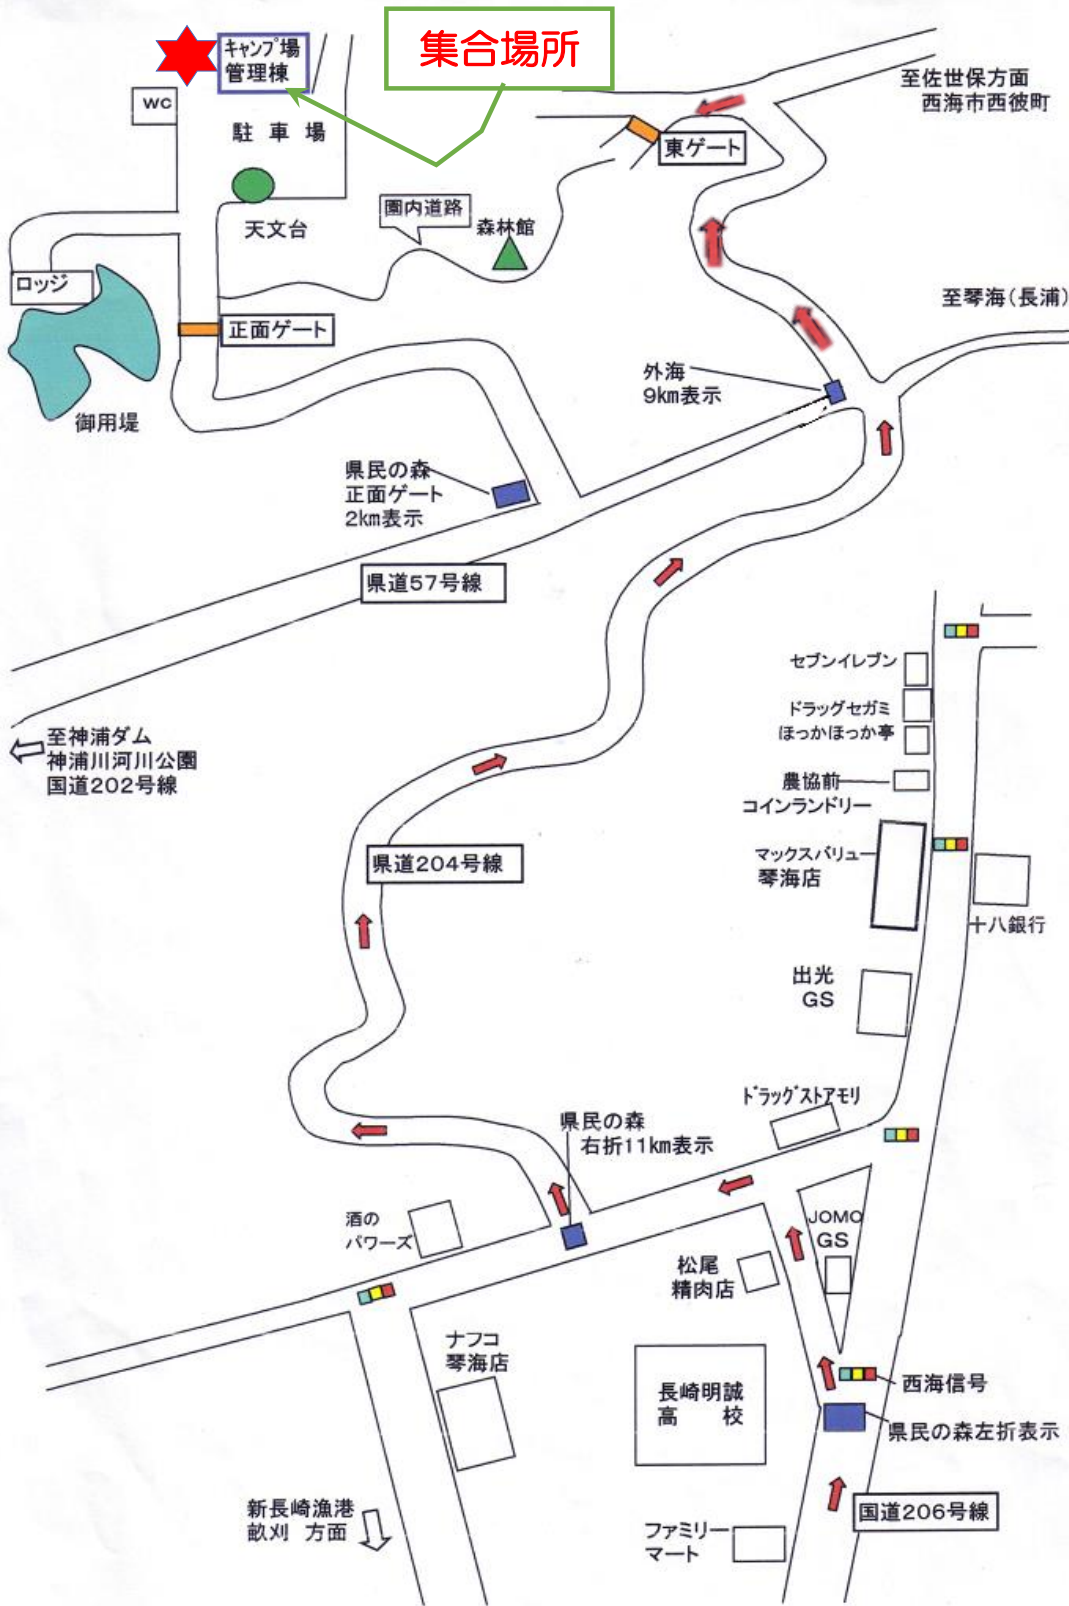 集合場所
キャンプ場
管理棟
WC
駐 車 場
至佐世保方面
西海市西彼町
東ゲート
園内道路
森林館
天文台
ロッジ
正面ゲート
御用堤
至琴海(長浦)
外海
9km表示
県民の森
正面ゲート
2km表示
県道57号線
至神浦ダム
神浦川河川公園
国道202号線
セブンイレブン
ドラッグセガミ
ほっかほっか亭
農協前
コインランドリー
マックスバリュー
琴海店
十八銀行
県道204号線
出光
GS
ドラッグストアモリ
県民の森
右折11km表示
酒の
パワーズ
JOMO
GS
松尾
精肉店
ナフコ
琴海店
長崎明誠
高 校
西海信号
県民の森左折表示
国道206号線
新長崎漁港
畝刈 方面
ファミリー
マート